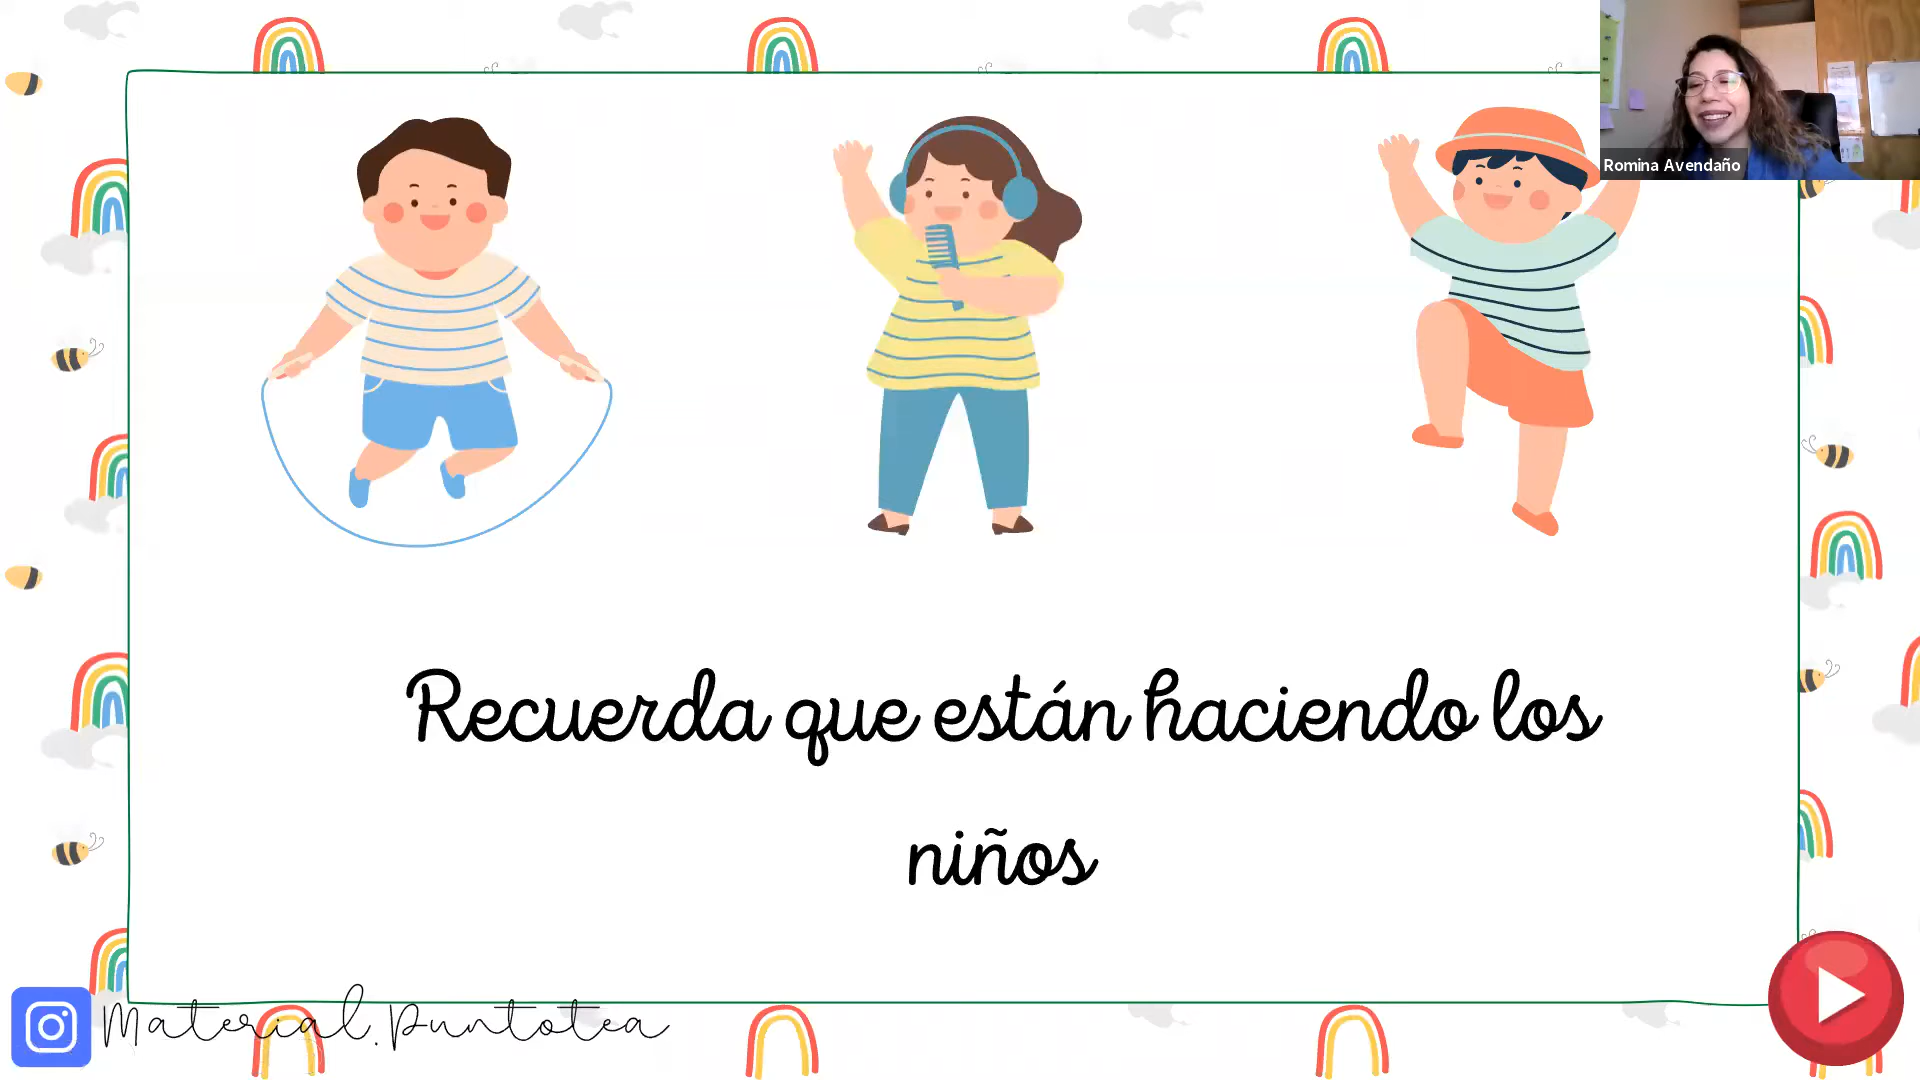 Romina Avendaño
Recuerda que están haciendo los
niños
Material.Puntotea